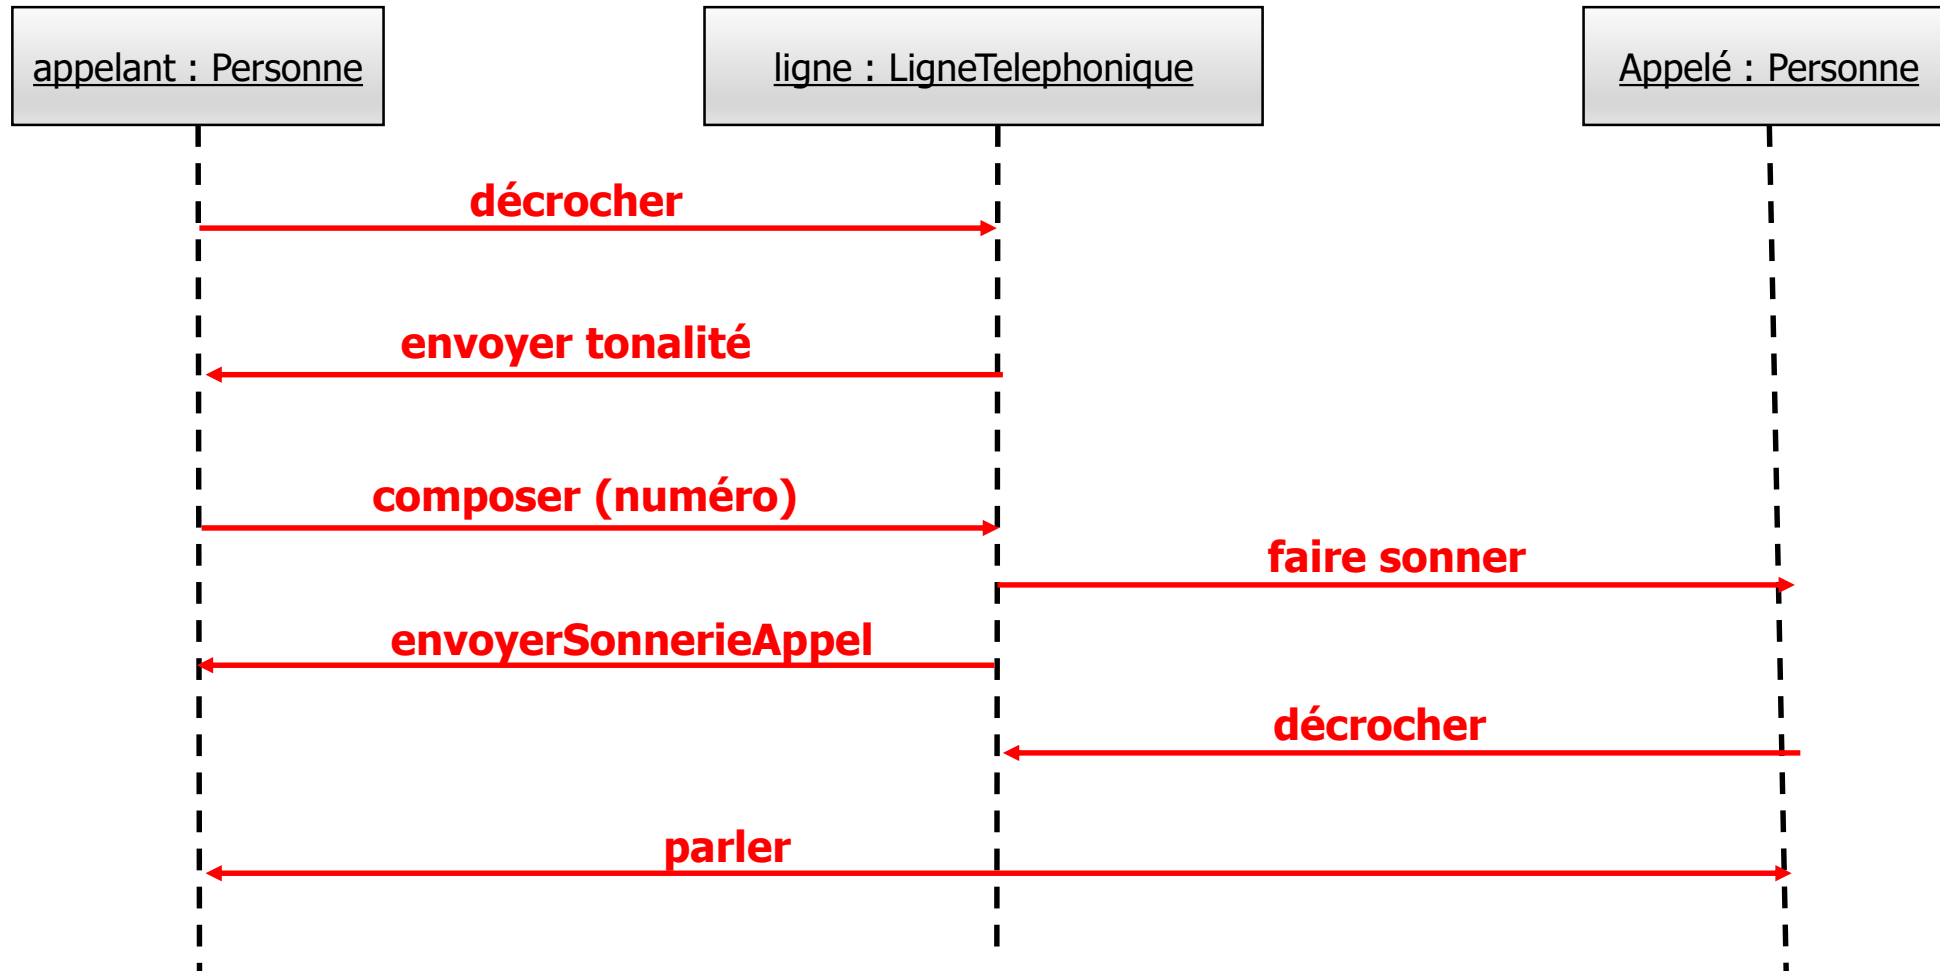 appelant : Personne
ligne : LigneTelephonique
Appelé : Personne
décrocher
envoyer tonalité
composer (numéro)
faire sonner
envoyerSonnerieAppel
décrocher
parler